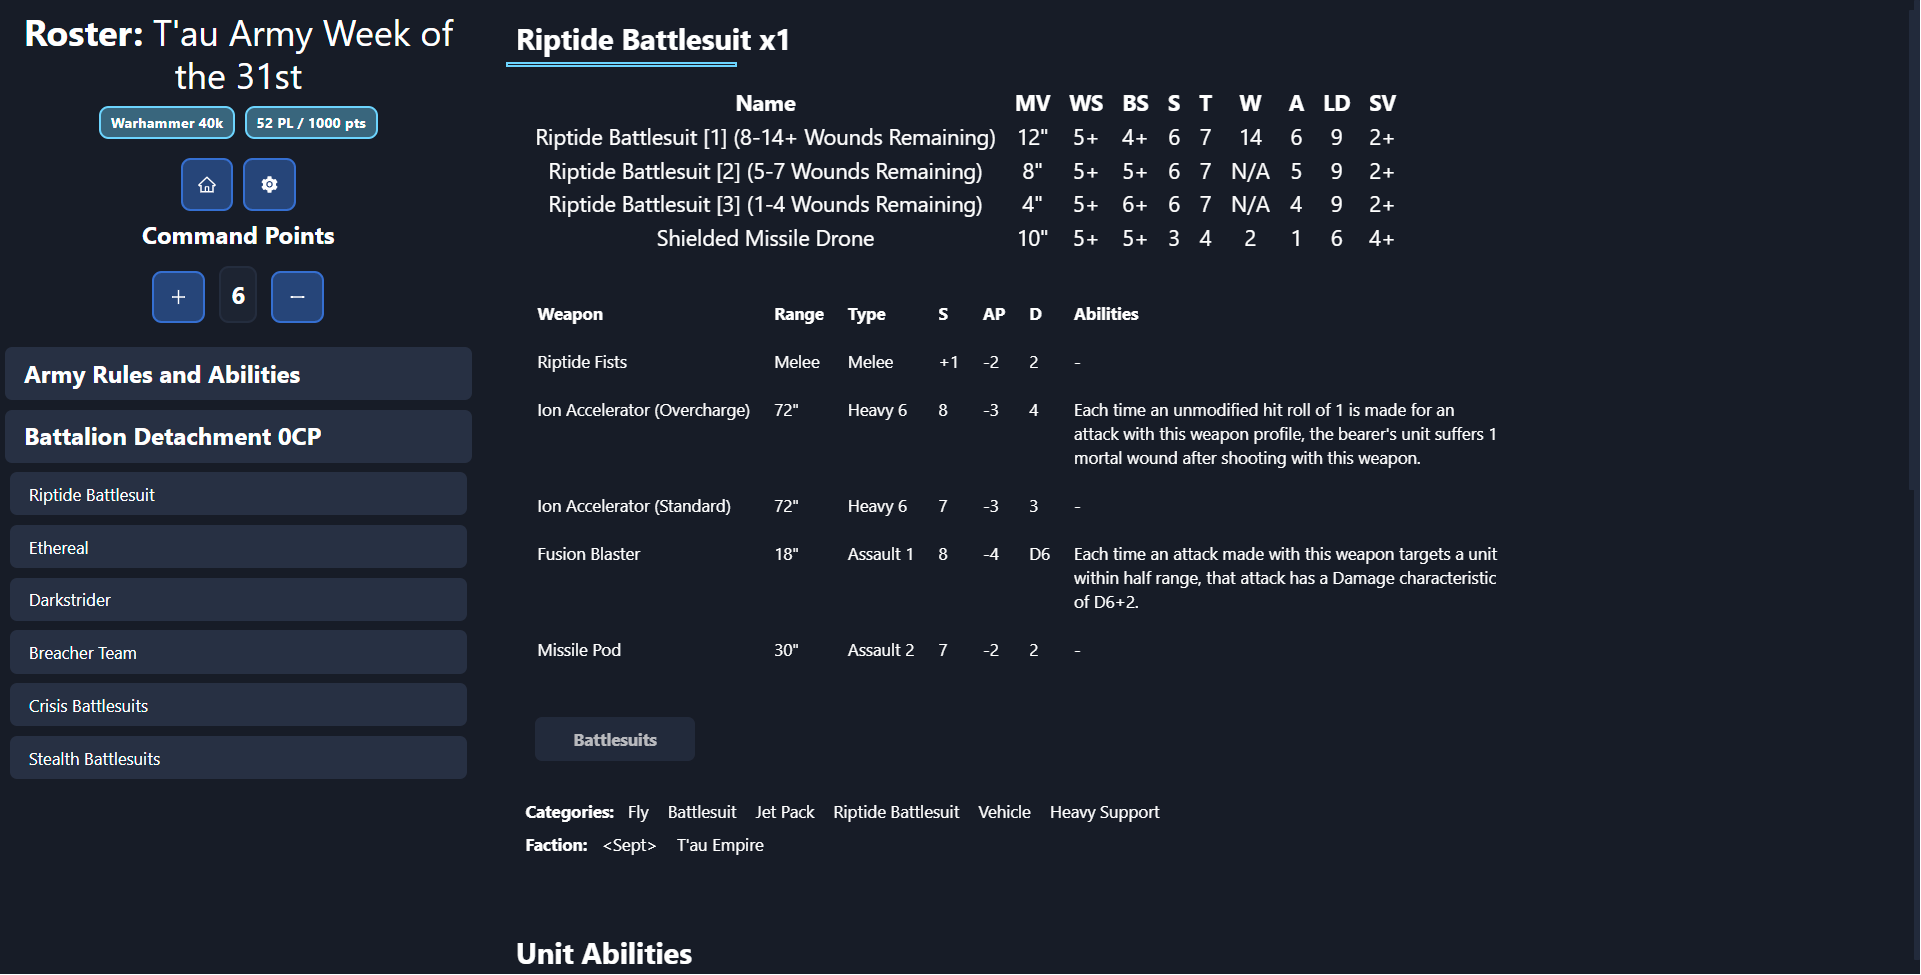 Roster: T'au Army Week of
the 31st
Warhammer 40k 52 PL / 1000 pts
Command Points
+ 6 −
Army Rules and Abilities
Battalion Detachment 0CP
Riptide Battlesuit
Ethereal
Darkstrider
Breacher Team
Crisis Battlesuits
Stealth Battlesuits
Riptide Battlesuit x1
Name MV WS BS S T W A LD SV
Riptide Battlesuit [1] (8-14+ Wounds Remaining) 12" 5+ 4+ 6 7 14 6 9 2+
Riptide Battlesuit [2] (5-7 Wounds Remaining) 8" 5+ 5+ 6 7 N/A 5 9 2+
Riptide Battlesuit [3] (1-4 Wounds Remaining) 4" 5+ 6+ 6 7 N/A 4 9 2+
Shielded Missile Drone 10" 5+ 5+ 3 4 2 1 6 4+
Weapon Range Type S AP D Abilities
Riptide Fists Melee Melee +1 -2 2 -
Ion Accelerator (Overcharge) 72" Heavy 6 8 -3 4 Each time an unmodified hit roll of 1 is made for an
attack with this weapon profile, the bearer's unit suffers 1
mortal wound after shooting with this weapon.
Ion Accelerator (Standard) 72" Heavy 6 7 -3 3 -
Fusion Blaster 18" Assault 1 8 -4 D6 Each time an attack made with this weapon targets a unit
within half range, that attack has a Damage characteristic
of D6+2.
Missile Pod 30" Assault 2 7 -2 2 -
Battlesuits
Categories: Fly Battlesuit Jet Pack Riptide Battlesuit Vehicle Heavy Support
Faction: <Sept> T'au Empire
Unit Abilities